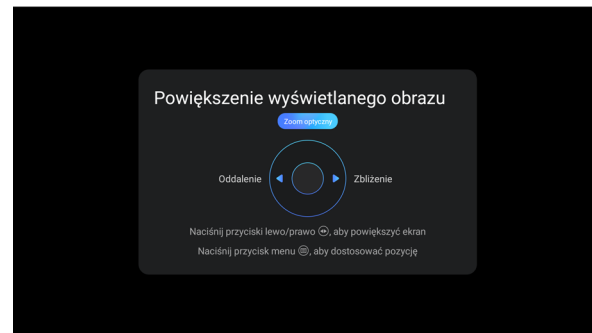 Powiększenie wyświetlanego obrazu
Zoom optyczny
Oddalenie Zbliżenie
Naciśnij przyciski lewo/prawo , aby powiększyć ekran
Naciśnij przycisk menu , aby dostosować pozycję